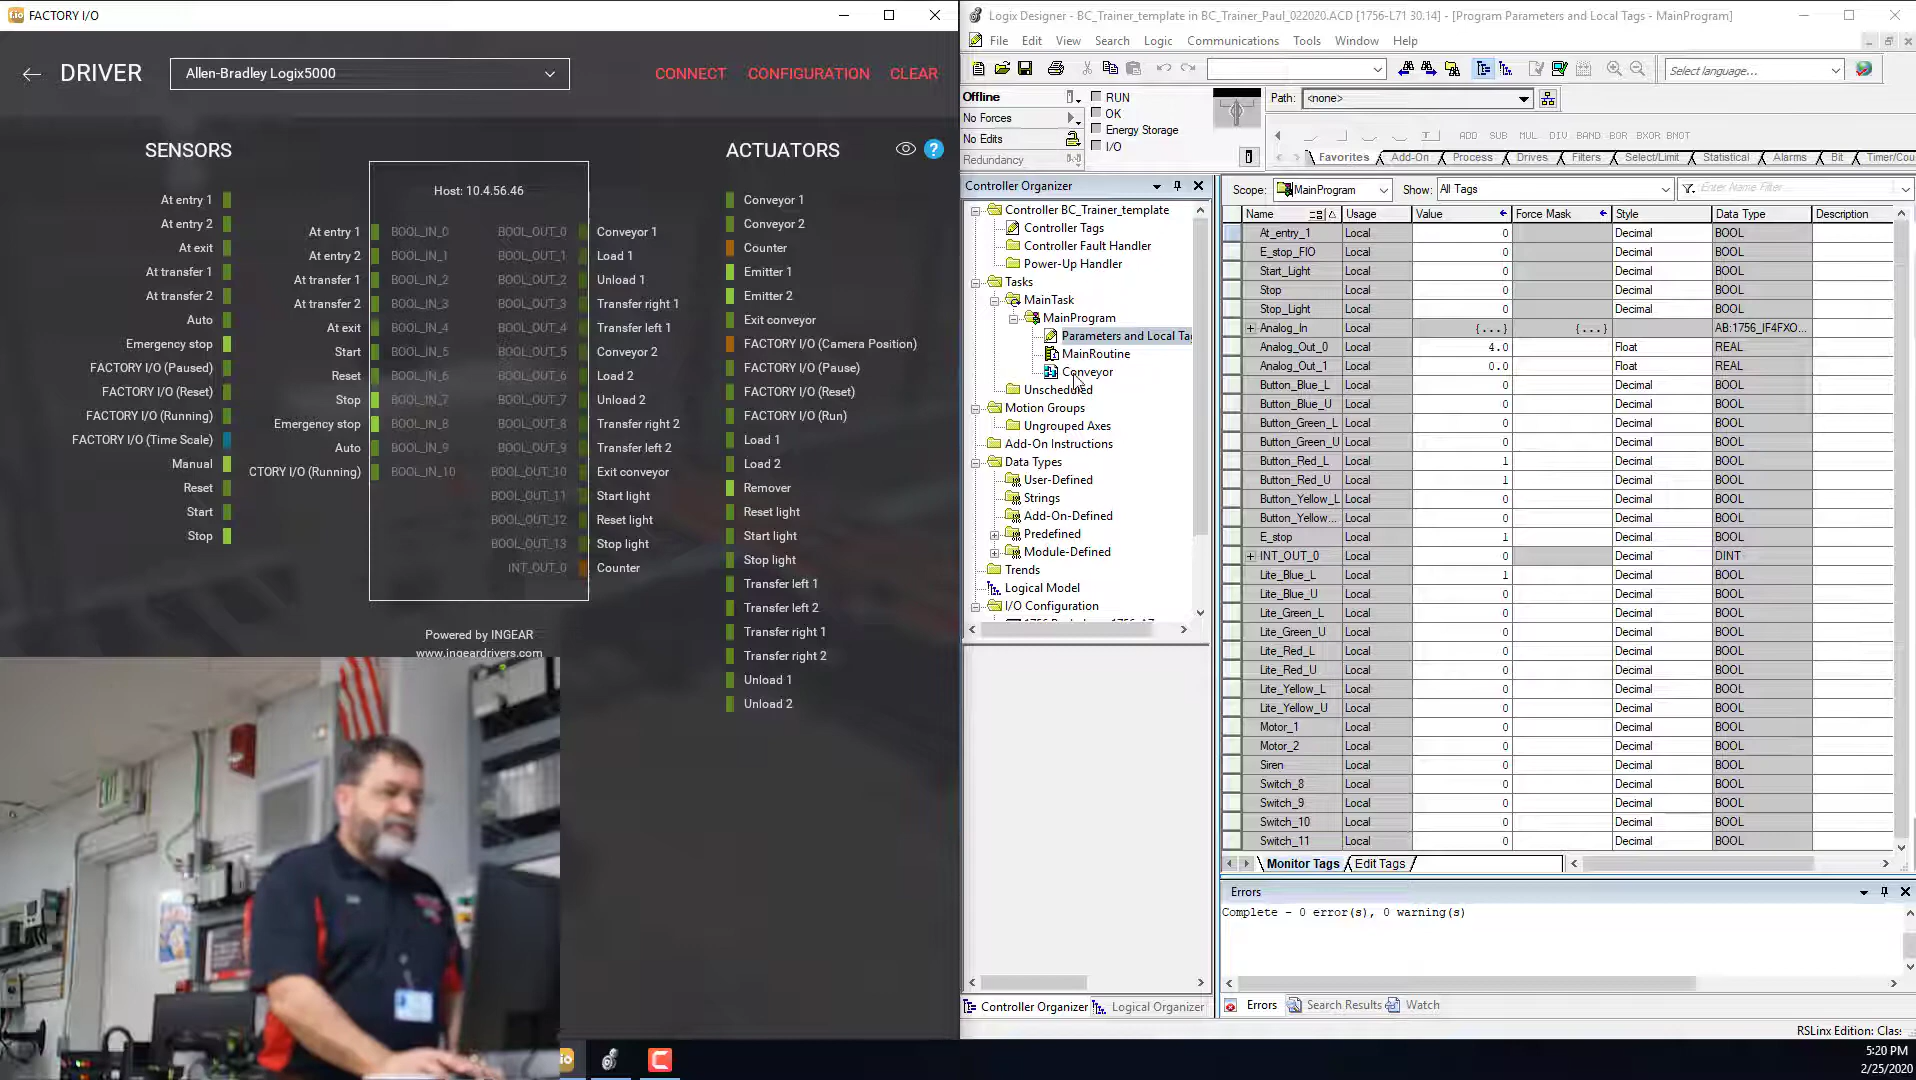 FACTORY I/O
DRIVER
Allen-Bradley Logix5000
CONNECT
CONFIGURATION
CLEAR
SENSORS
At entry 1
At entry 2
At exit
At transfer 1
At transfer 2
Auto
Emergency stop
FACTORY I/O (Paused)
FACTORY I/O (Reset)
FACTORY I/O (Running)
FACTORY I/O (Time Scale)
Manual
Reset
Start
Stop
Host: 10.4.56.46
At entry 1 BOOL_IN_0 BOOL_OUT_0 Conveyor 1
At entry 2 BOOL_IN_1 BOOL_OUT_1 Load 1
At transfer 1 BOOL_IN_2 BOOL_OUT_2 Unload 1
At transfer 2 BOOL_IN_3 BOOL_OUT_3 Transfer right 1
At exit BOOL_IN_4 BOOL_OUT_4 Transfer left 1
Start BOOL_IN_5 BOOL_OUT_5 Conveyor 2
Reset BOOL_IN_6 BOOL_OUT_6 Load 2
Stop BOOL_IN_7 BOOL_OUT_7 Unload 2
Emergency stop BOOL_IN_8 BOOL_OUT_8 Transfer right 2
Auto BOOL_IN_9 BOOL_OUT_9 Transfer left 2
CTORY I/O (Running) BOOL_IN_10 BOOL_OUT_10 Exit conveyor
BOOL_OUT_11 Start light
BOOL_OUT_12 Reset light
BOOL_OUT_13 Stop light
INT_OUT_0 Counter
Powered by INGEAR
www.ingeardrivers.com
ACTUATORS
?
Conveyor 1
Conveyor 2
Counter
Emitter 1
Emitter 2
Exit conveyor
FACTORY I/O (Camera Position)
FACTORY I/O (Pause)
FACTORY I/O (Reset)
FACTORY I/O (Run)
Load 1
Load 2
Remover
Reset light
Start light
Stop light
Transfer left 1
Transfer left 2
Transfer right 1
Transfer right 2
Unload 1
Unload 2
Logix Designer - BC_Trainer_template in BC_Trainer_Paul_022020.ACD [1756-L71 30.14] - [Program Parameters and Local Tags - MainProgram]
File Edit View Search Logic Communications Tools Window Help
Select language...
Offline RUN
No Forces OK
No Edits Energy Storage
Redundancy I/O
Path: <none>
ADD SUB MUL DIV BAND BOR BXOR BNOT
Favorites Add-On Process Drives Filters Select/Limit Statistical Alarms Bit Timer/Cou
Controller Organizer
Controller BC_Trainer_template
Controller Tags
Controller Fault Handler
Power-Up Handler
Tasks
MainTask
MainProgram
Parameters and Local Ta
MainRoutine
Conveyor
Unscheduled
Motion Groups
Ungrouped Axes
Add-On Instructions
Data Types
User-Defined
Strings
Add-On-Defined
Predefined
Module-Defined
Trends
Logical Model
I/O Configuration
Controller Organizer Logical Organizer
Scope: MainProgram Show: All Tags Enter Name Filter...
Name Usage Value Force Mask Style Data Type Description
At_entry_1 Local 0 Decimal BOOL
E_stop_FIO Local 0 Decimal BOOL
Start_Light Local 0 Decimal BOOL
Stop Local 0 Decimal BOOL
Stop_Light Local 0 Decimal BOOL
Analog_In Local {...} {...} AB:1756_IF4FXO...
Analog_Out_0 Local 4.0 Float REAL
Analog_Out_1 Local 0.0 Float REAL
Button_Blue_L Local 0 Decimal BOOL
Button_Blue_U Local 0 Decimal BOOL
Button_Green_L Local 0 Decimal BOOL
Button_Green_U Local 0 Decimal BOOL
Button_Red_L Local 1 Decimal BOOL
Button_Red_U Local 1 Decimal BOOL
Button_Yellow_L Local 0 Decimal BOOL
Button_Yellow... Local 0 Decimal BOOL
E_stop Local 1 Decimal BOOL
INT_OUT_0 Local 0 Decimal DINT
Lite_Blue_L Local 1 Decimal BOOL
Lite_Blue_U Local 0 Decimal BOOL
Lite_Green_L Local 0 Decimal BOOL
Lite_Green_U Local 0 Decimal BOOL
Lite_Red_L Local 0 Decimal BOOL
Lite_Red_U Local 0 Decimal BOOL
Lite_Yellow_L Local 0 Decimal BOOL
Lite_Yellow_U Local 0 Decimal BOOL
Motor_1 Local 0 Decimal BOOL
Motor_2 Local 0 Decimal BOOL
Siren Local 0 Decimal BOOL
Switch_8 Local 0 Decimal BOOL
Switch_9 Local 0 Decimal BOOL
Switch_10 Local 0 Decimal BOOL
Switch_11 Local 0 Decimal BOOL
Monitor Tags Edit Tags
Errors
Complete - 0 error(s), 0 warning(s)
Errors Search Results Watch
RSLinx Edition: Clas
5:20 PM
2/25/2020